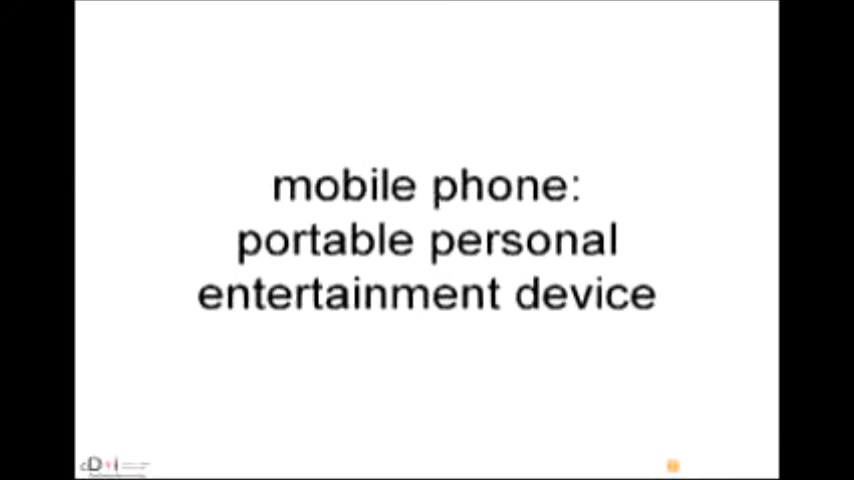 mobile phone:
portable personal
entertainment device